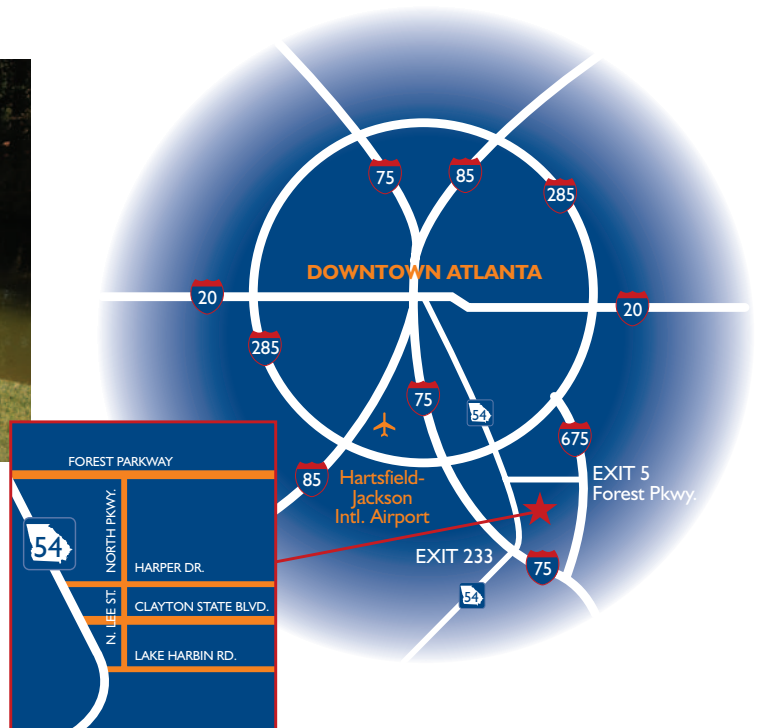 75
85
285
DOWNTOWN ATLANTA
20
20
285
75
54
675
85
Hartsfield-
Jackson
Intl. Airport
EXIT 5
Forest Pkwy.
EXIT 233
75
54
FOREST PARKWAY
NORTH PKWY.
54
HARPER DR.
N. LEE ST.
CLAYTON STATE BLVD.
LAKE HARBIN RD.